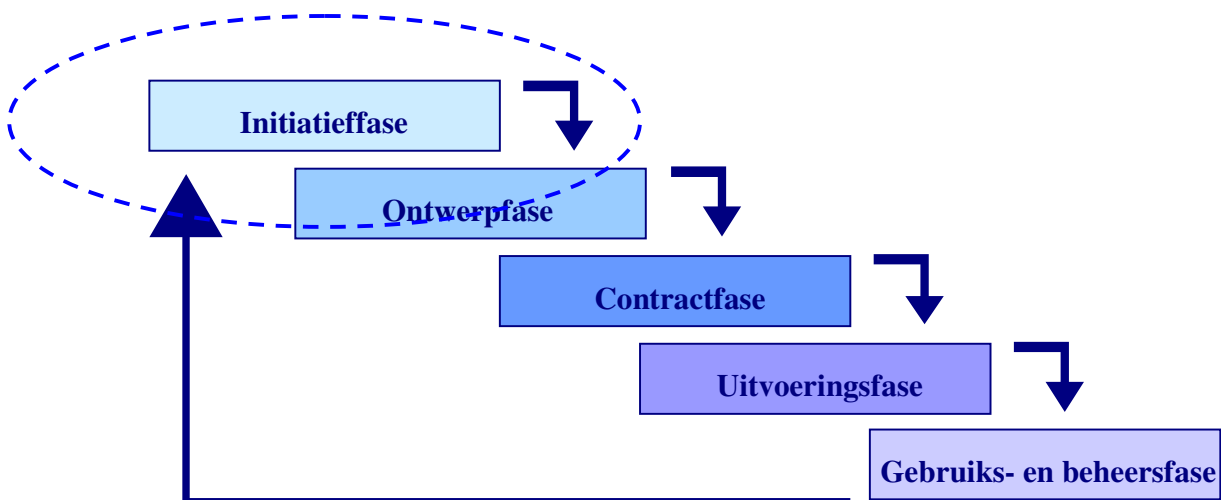 Initiatieffase
Ontwerpfase
Contractfase
Uitvoeringsfase
Gebruiks- en beheersfase